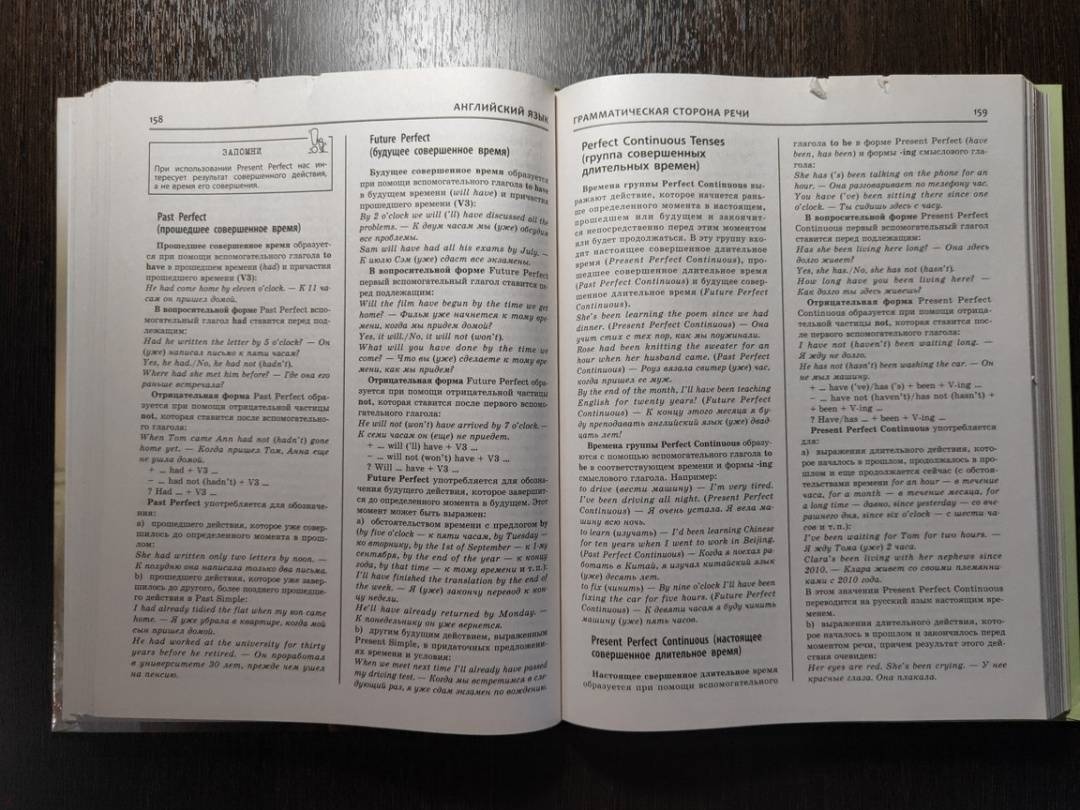 158
АНГЛИЙСКИЙ ЯЗЫК
ЗАПОМНИ
При использовании Present Perfect нас ин-
тересует результат совершенного действия,
а не время его совершения.
Past Perfect
(прошедшее совершенное время)
Прошедшее совершенное время образует-
ся при помощи вспомогательного глагола to
have в прошедшем времени (had) и причастия
прошедшего времени (V3):
He had come home by eleven o'clock. — К 11 ча-
сам он пришел домой.
В вопросительной форме Past Perfect вспо-
могательный глагол had ставится перед под-
лежащим:
Had he written the letter by 5 o'clock? — Он
(уже) написал письмо к пяти часам?
Yes, he had./No, he had not (hadn't).
Where had she met him before? — Где она его
раньше встречала?
Отрицательная форма Past Perfect обра-
зуется при помощи отрицательной частицы
not, которая ставится после вспомогательно-
го глагола:
When Tom came Ann had not (hadn't) gone
home yet. — Когда пришел Том, Анна еще
не ушла домой.
+ ... had + V3 ...
– ... had not (hadn't) + V3 ...
? Had ... + V3 ...
Past Perfect употребляется для обозначе-
ния:
a) прошедшего действия, которое уже совер-
шилось до определенного момента в прош-
лом:
She had written only two letters by noon. —
К полудню она написала только два письма.
b) прошедшего действия, которое уже завер-
шилось до другого, более позднего прошедше-
го действия в Past Simple:
I had already tidied the flat when my son came
home. — Я уже убрала в квартире, когда мой
сын пришел домой.
He had worked at the university for thirty
years before he retired. — Он проработал
в университете 30 лет, прежде чем ушел
на пенсию.
Future Perfect
(будущее совершенное время)
Будущее совершенное время образуется
при помощи вспомогательного глагола to have
в будущем времени (will have) и причастия
прошедшего времени (V3):
By 2 o'clock we will ('ll) have discussed all the
problems. — К двум часам мы (уже) обсудим
все проблемы.
Sam will have had all his exams by July. —
К июлю Сэм (уже) сдаст все экзамены.
В вопросительной форме Future Perfect
первый вспомогательный глагол ставится пе-
ред подлежащим:
Will the film have begun by the time we get
home? — Фильм уже начнется к тому вре-
мени, когда мы придем домой?
Yes, it will./No, it will not (won't).
What will you have done by the time we
come? — Что вы (уже) сделаете к тому вре-
мени, как мы придем?
Отрицательная форма Future Perfect обра-
зуется при помощи отрицательной частицы
not, которая ставится после первого вспомо-
гательного глагола:
He will not (won't) have arrived by 7 o'clock. —
К семи часам он (еще) не приедет.
+ ... will ('ll) have + V3 ...
– ... will not (won't) have + V3 ...
? Will ... have + V3 ...
Future Perfect употребляется для обозна-
чения будущего действия, которое завершит-
ся до определенного момента в будущем. Этот
момент может быть выражен:
a) обстоятельством времени с предлогом by
(by five o'clock — к пяти часам, by Tuesday —
ко вторнику, by the 1st of September — к 1-му
сентября, by the end of the year — к концу
года, by that time — к тому времени и т.п.):
I'll have finished the translation by the end of
the week. — Я (уже) закончу перевод к кон-
цу недели.
He'll have already returned by Monday. —
К понедельнику он уже вернется.
b) другим будущим действием, выраженным
Present Simple, в придаточных предложени-
ях времени и условия:
When we meet next time I'll already have passed
my driving test. — Когда мы встретимся в сле-
дующий раз, я уже сдам экзамен по вождению.
ГРАММАТИЧЕСКАЯ СТОРОНА РЕЧИ
159
Perfect Continuous Tenses
(группа совершенных
длительных времен)
Времена группы Perfect Continuous вы-
ражают действие, которое начнется рань-
ше определенного момента в настоящем,
прошедшем или будущем и закончит-
ся непосредственно перед этим моментом
или будет продолжаться. В эту группу вхо-
дит настоящее совершенное длительное
время (Present Perfect Continuous), про-
шедшее совершенное длительное время
(Past Perfect Continuous) и будущее совер-
шенное длительное время (Future Perfect
Continuous).
She's been learning the poem since we had
dinner. (Present Perfect Continuous) — Она
учит стих с тех пор, как мы поужинали.
Rose had been knitting the sweater for an
hour when her husband came. (Past Perfect
Continuous) — Роуз вязала свитер (уже) час,
когда пришел ее муж.
By the end of the month, I'll have been teaching
English for twenty years! (Future Perfect
Continuous) — К концу этого месяца я бу-
ду преподавать английский язык (уже) двад-
цать лет!
Времена группы Perfect Continuous образу-
ются с помощью вспомогательного глагола to
be в соответствующем времени и формы -ing
смыслового глагола. Например:
to drive (вести машину) — I'm very tired.
I've been driving all night. (Present Perfect
Continuous) — Я очень устала. Я вела ма-
шину всю ночь.
to learn (изучать) — I'd been learning Chinese
for ten years when I went to work in Beijing.
(Past Perfect Continuous) — Когда я поехал ра-
ботать в Китай, я изучал китайский язык
(уже) десять лет.
to fix (чинить) — By nine o'clock I'll have been
fixing the car for five hours. (Future Perfect
Continuous) — К девяти часам я буду чинить
машину (уже) пять часов.
Present Perfect Continuous (настоящее
совершенное длительное время)
Настоящее свершенное длительное время
образуется при помощи вспомогательного
глагола to be в форме Present Perfect (have
been, has been) и формы -ing смыслового гла-
гола:
She has ('s) been talking on the phone for an
hour. — Она разговаривает по телефону час.
You have ('ve) been sitting there since one
o'clock. — Ты сидишь здесь с часу.
В вопросительной форме Present Perfect
Continuous первый вспомогательный глагол
ставится перед подлежащим:
Has she been living here long? — Она здесь
долго живет?
Yes, she has./No, she has not (hasn't).
How long have you been living here? —
Как долго ты здесь живешь?
Отрицательная форма Present Perfect
Continuous образуется при помощи отрица-
тельной частицы not, которая ставится пос-
ле первого вспомогательного глагола:
I have not (haven't) been waiting long. —
Я жду не долго.
He has not (hasn't) been washing the car. — Он
не мыл машину.
+ ... have ('ve)/has ('s) + been + V-ing ...
– ... have not (haven't)/has not (hasn't) +
+ been + V-ing ...
? Have/has ... + been + V-ing ...
Present Perfect Continuous употребляется
для:
a) выражения длительного действия, кото-
рое началось в прошлом, продолжалось в про-
шлом и еще продолжается сейчас (с обстоя-
тельствами времени for an hour — в течение
часа, for a month — в течение месяца, for
a long time — давно, since yesterday — со вче-
рашнего дня, since six o'clock — с шести ча-
сов и т.п.):
I've been waiting for Tom for two hours. —
Я жду Тома (уже) 2 часа.
Clara's been living with her nephews since
2010. — Клара живет со своими племянни-
ками с 2010 года.
В этом значении Present Perfect Continuous
переводится на русский язык настоящим вре-
менем.
b) выражения длительного действия, кото-
рое началось в прошлом и закончилось перед
моментом речи, причем результат этого дейс-
твия очевиден:
Her eyes are red. She's been crying. — У нее
красные глаза. Она плакала.